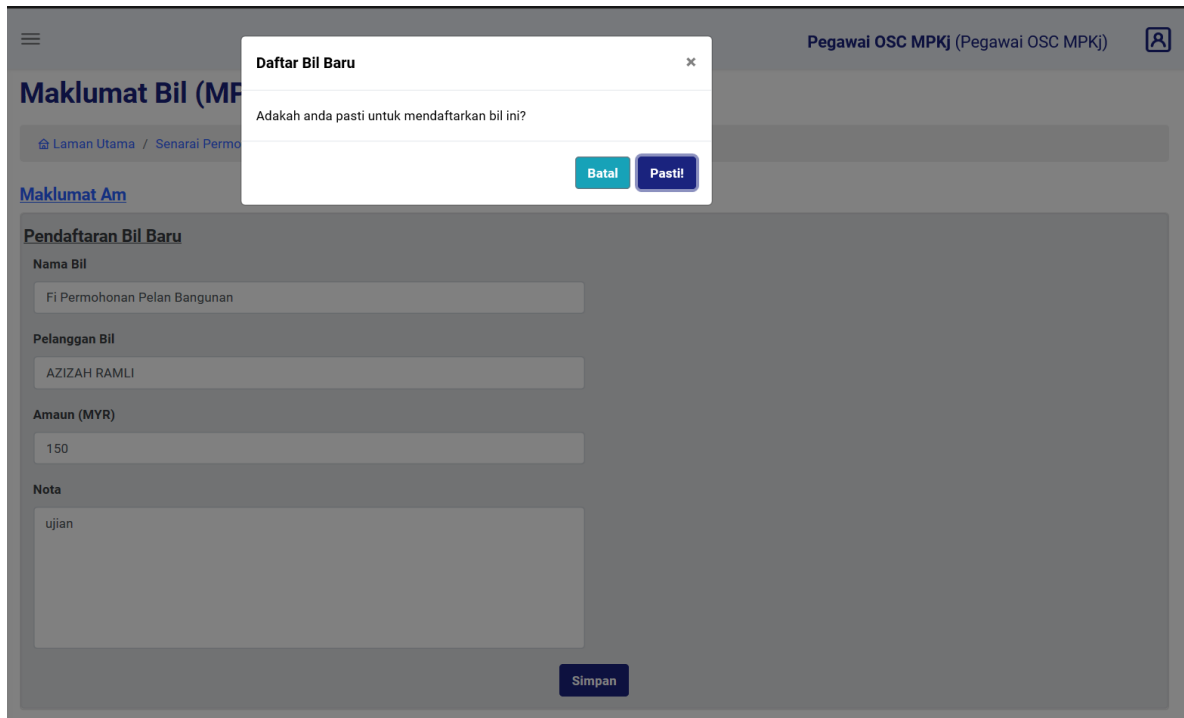 Pegawai OSC MPKj (Pegawai OSC MPKj)
Daftar Bil Baru ×
Maklumat Bil
Adakah anda pasti untuk mendaftarkan bil ini?
Laman Utama / Senarai
Batal Pasti!
Maklumat Am
Pendaftaran Bil Baru
Nama Bil
Fi Permohonan Pelan Bangunan
Pelanggan Bil
AZIZAH RAMLI
Amaun (MYR)
150
Nota
ujian
Simpan